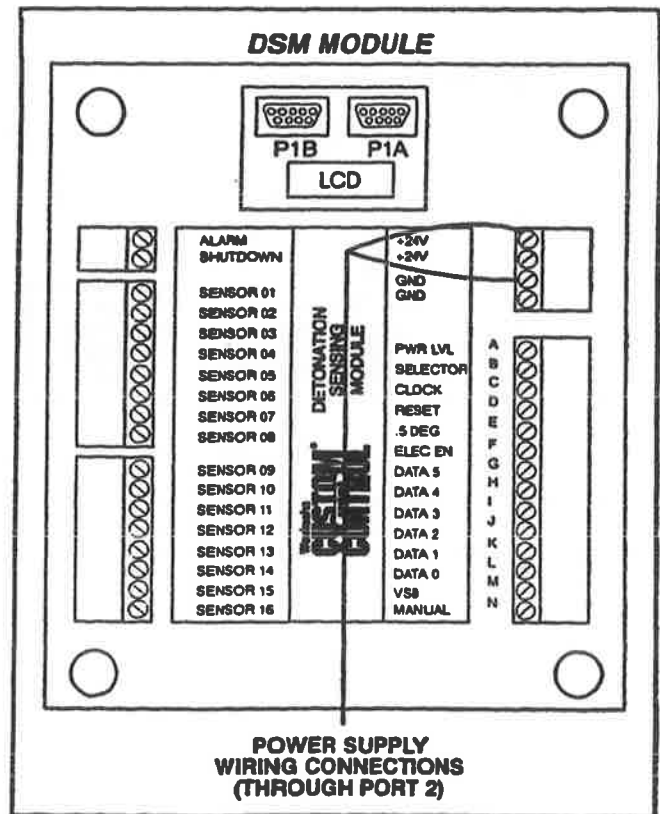 DSM MODULE
P1B P1A
LCD
ALARM
SHUTDOWN
SENSOR 01
SENSOR 02
SENSOR 03
SENSOR 04
SENSOR 05
SENSOR 06
SENSOR 07
SENSOR 08
SENSOR 09
SENSOR 10
SENSOR 11
SENSOR 12
SENSOR 13
SENSOR 14
SENSOR 15
SENSOR 16
DETONATION
SENSING
MODULE
CUSTOM
CONTROL
+24V
+24V
GND
GND
PWR LVL
SELECTOR
CLOCK
RESET
.5 DEG
ELEC EN
DATA 5
DATA 4
DATA 3
DATA 2
DATA 1
DATA 0
VS8
MANUAL
A
B
C
D
E
F
G
H
I
J
K
L
M
N
POWER SUPPLY
WIRING CONNECTIONS
(THROUGH PORT 2)